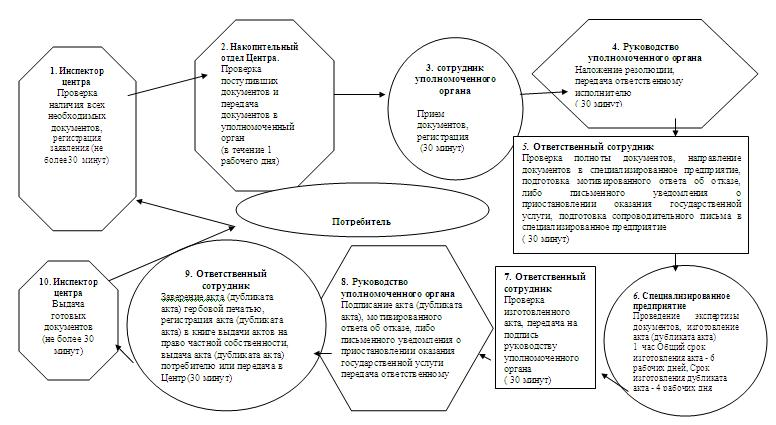 1. Инспектор
центра
Проверка
наличия всех
необходимых
документов,
регистрация
заявления (не
более30 минут)
2. Накопительный
отдел Центра.
Проверка
поступивших
документов и
передача
документов в
уполномоченный
орган
(в течение 1
рабочего дня)
3. сотрудник
уполномоченного
органа
Прием
документов,
регистрация
(30 минут)
4. Руководство
уполномоченного органа
Наложение резолюции,
передача ответственному
исполнителю
( 30 минут)
5. Ответственный сотрудник
Проверка полноты документов, направление
документов в специализированное предприятие,
подготовка мотивированного ответа об отказе,
либо письменного уведомления о
приостановлении оказания государственной
услуги, подготовка сопроводительного письма в
специализированное предприятие
( 30 минут)
Потребитель
6. Специализированное
предприятие
Проведение экспертизы
документов, изготовление
акта (дубликата акта)
1 час Общий срок
изготовления акта - 6
рабочих дней, Срок
изготовления дубликата
акта - 4 рабочих дня
7. Ответственный
сотрудник
Проверка
изготовленного
акта, передача на
подпись
руководству
уполномоченного
органа
( 30 минут)
8. Руководство
уполномоченного органа
Подписание акта (дубликата
акта), мотивированного
ответа об отказе, либо
письменного уведомления о
приостановлении оказания
государственной услуги
передача ответственному
9. Ответственный
сотрудник
Заверение акта (дубликата
акта) гербовой печатью,
регистрация акта (дубликата
акта) в книге выдачи актов на
право частной собственности,
выдача акта (дубликата акта)
потребителю или передача в
Центр(30 минут)
10. Инспектор
центра
Выдача
готовых
документов
(не более 30
минут)